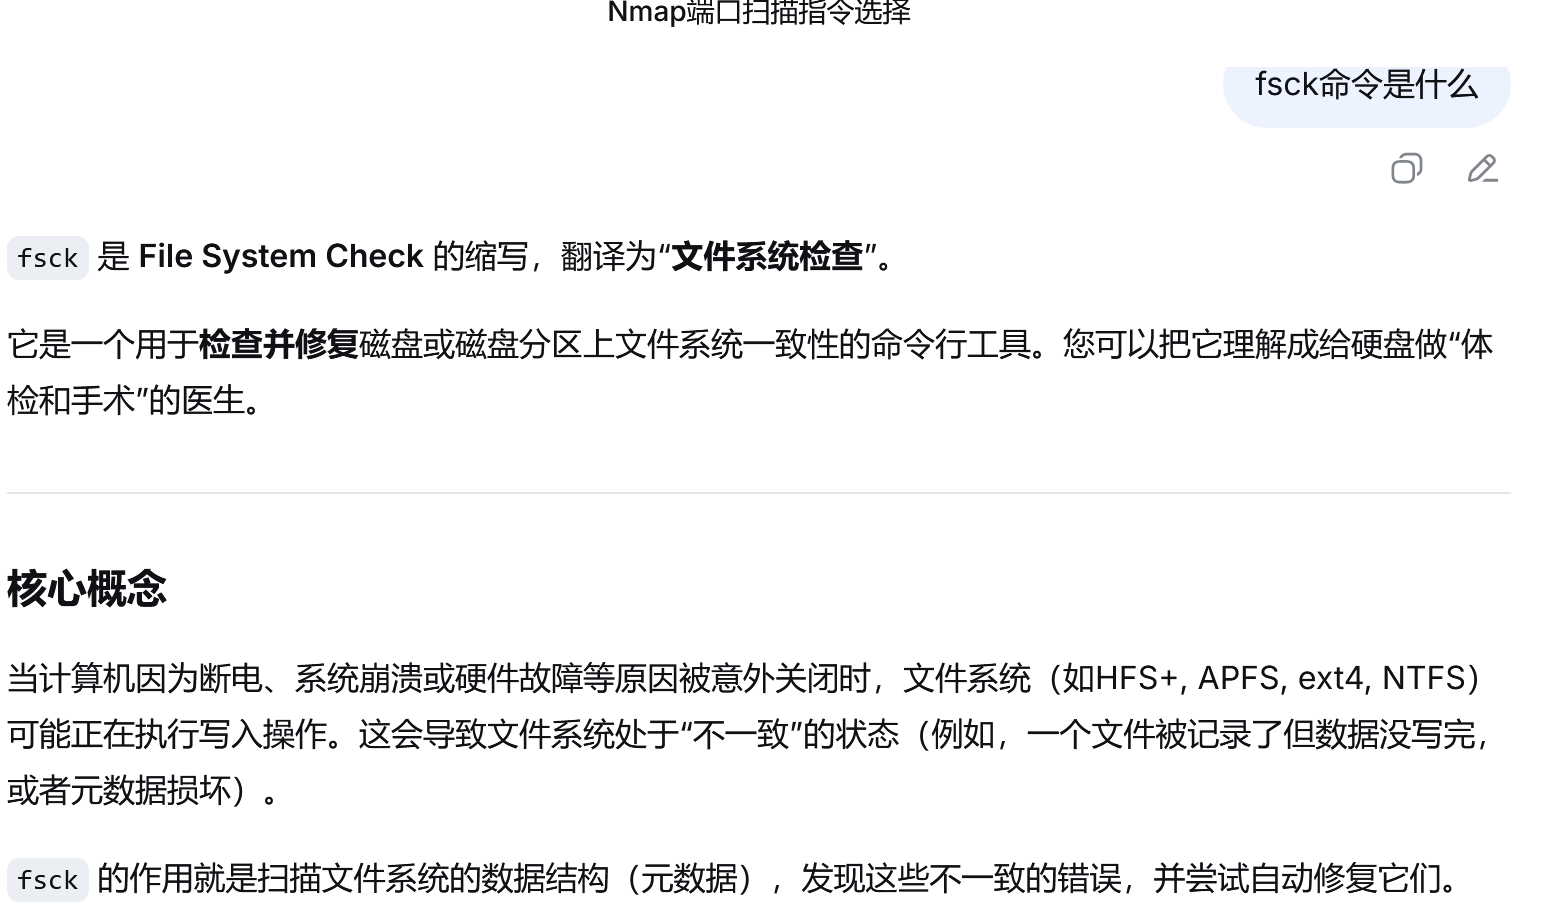 Nmap端口扫描指令选择
fsck命令是什么
fsck 是 File System Check 的缩写，翻译为“文件系统检查”。
它是一个用于检查并修复磁盘或磁盘分区上文件系统一致性的命令行工具。您可以把它理解成给硬盘做“体
检和手术”的医生。
核心概念
当计算机因为断电、系统崩溃或硬件故障等原因被意外关闭时，文件系统（如HFS+, APFS, ext4, NTFS）
可能正在执行写入操作。这会导致文件系统处于“不一致”的状态（例如，一个文件被记录了但数据没写完，
或者元数据损坏）。
fsck 的作用就是扫描文件系统的数据结构（元数据），发现这些不一致的错误，并尝试自动修复它们。